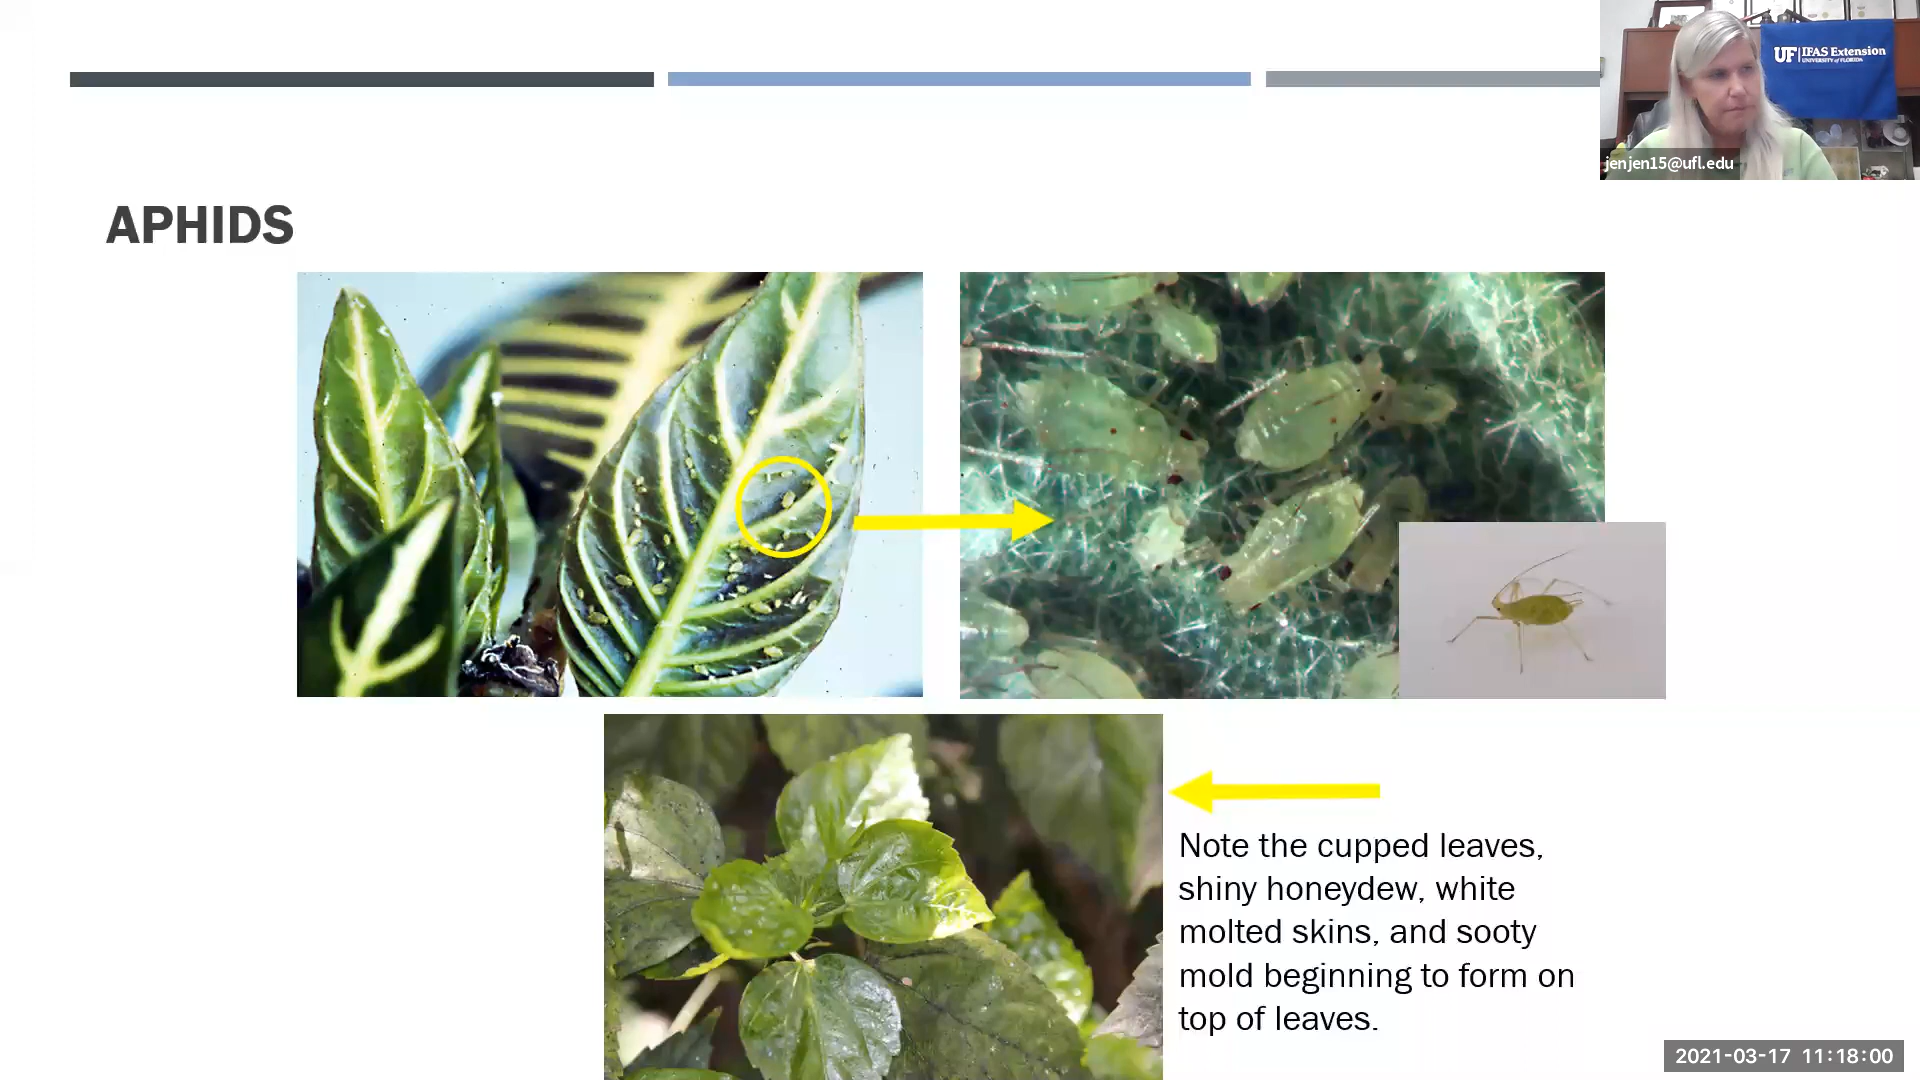 UF IFAS Extension
UNIVERSITY of FLORIDA
jenjen15@ufl.edu
APHIDS
Note the cupped leaves,
shiny honeydew, white
molted skins, and sooty
mold beginning to form on
top of leaves.
2021-03-17 11:18:00